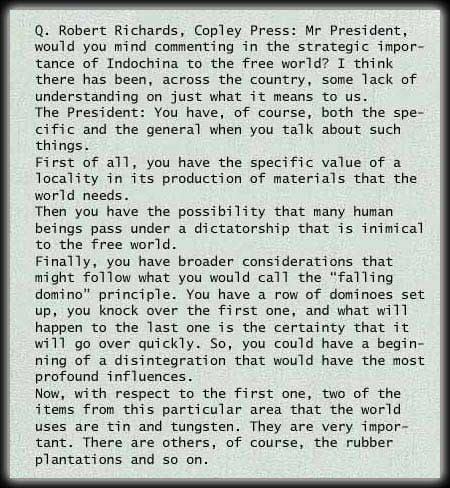 Q. Robert Richards, Copley Press: Mr President,
would you mind commenting in the strategic impor-
tance of Indochina to the free world? I think
there has been, across the country, some lack of
understanding on just what it means to us.
The President: You have, of course, both the spe-
cific and the general when you talk about such
things.
First of all, you have the specific value of a
locality in its production of materials that the
world needs.
Then you have the possibility that many human
beings pass under a dictatorship that is inimical
to the free world.
Finally, you have broader considerations that
might follow what you would call the "falling
domino" principle. You have a row of dominoes set
up, you knock over the first one, and what will
happen to the last one is the certainty that it
will go over quickly. So, you could have a begin-
ning of a disintegration that would have the most
profound influences.
Now, with respect to the first one, two of the
items from this particular area that the world
uses are tin and tungsten. They are very impor-
tant. There are others, of course, the rubber
plantations and so on.